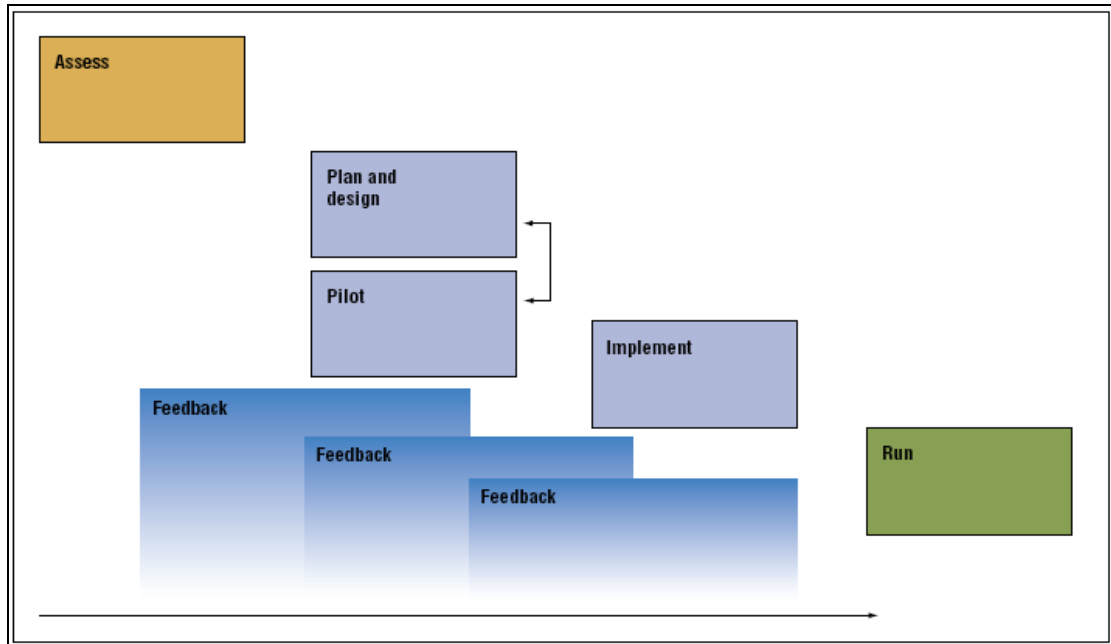 Assess
Plan and
design
Pilot
Implement
Feedback
Feedback
Run
Feedback